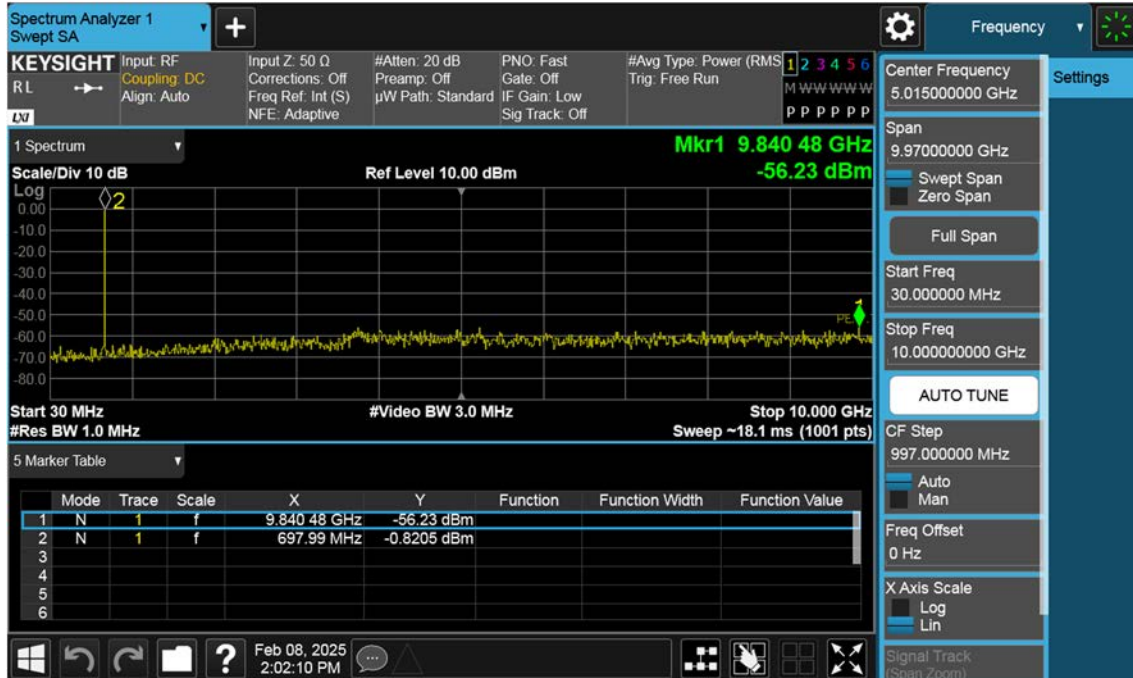 Spectrum Analyzer 1
Swept SA
+
Frequency
KEYSIGHT
R L
LXI
Input: RF
Coupling: DC
Align: Auto
Input Z: 50 Ω
Corrections: Off
Freq Ref: Int (S)
NFE: Adaptive
#Atten: 20 dB
Preamp: Off
µW Path: Standard
PNO: Fast
Gate: Off
IF Gain: Low
Sig Track: Off
#Avg Type: Power (RMS
Trig: Free Run
1 2 3 4 5 6
M W W W W W
P P P P P P
Settings
1 Spectrum
Mkr1 9.840 48 GHz
Scale/Div 10 dB
Ref Level 10.00 dBm
-56.23 dBm
Log
0.00
-10.0
-20.0
-30.0
-40.0
-50.0
-60.0
-70.0
-80.0
2
1
Start 30 MHz
#Video BW 3.0 MHz
Stop 10.000 GHz
#Res BW 1.0 MHz
Sweep ~18.1 ms (1001 pts)
5 Marker Table
Mode Trace Scale X Y Function Function Width Function Value
1 N 1 f 9.840 48 GHz -56.23 dBm
2 N 1 f 697.99 MHz -0.8205 dBm
3
4
5
6
Center Frequency
5.015000000 GHz
Span
9.97000000 GHz
Swept Span
Zero Span
Full Span
Start Freq
30.000000 MHz
Stop Freq
10.000000000 GHz
AUTO TUNE
CF Step
997.000000 MHz
Auto
Man
Freq Offset
0 Hz
X Axis Scale
Log
Lin
Signal Track
(Span Zoom)
?
Feb 08, 2025
2:02:10 PM